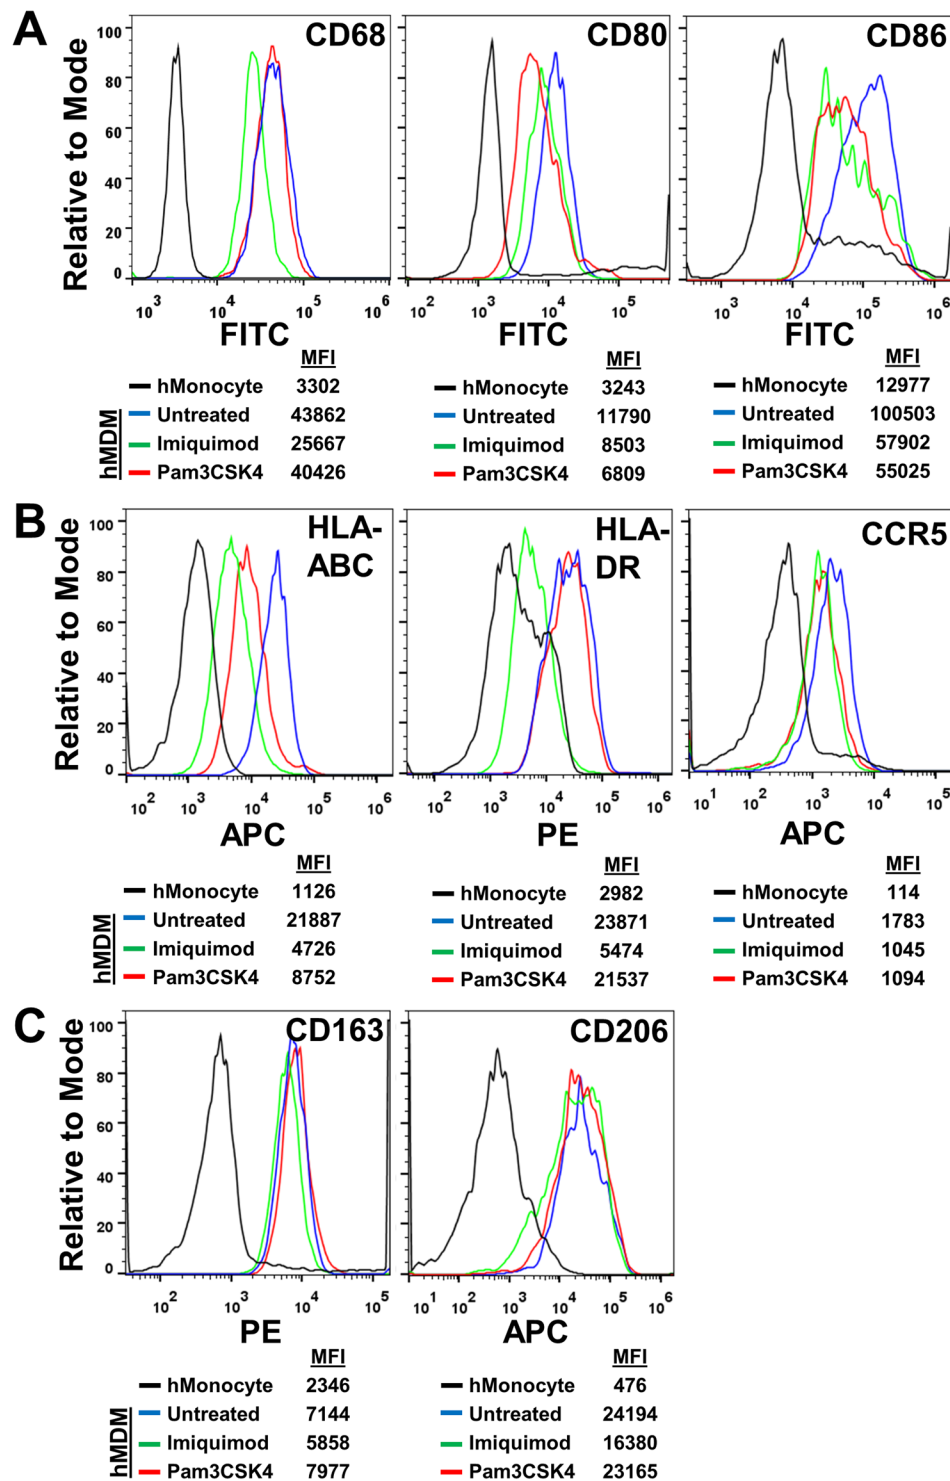 A
CD68
CD80
CD86
Relative to Mode
100
80
60
40
20
0
10^3 10^4 10^5 10^6
10^2 10^3 10^4 10^5
10^3 10^4 10^5 10^6
FITC
FITC
FITC
MFI
hMDM
hMonocyte 3302
Untreated 43862
Imiquimod 25667
Pam3CSK4 40426
MFI
hMonocyte 3243
Untreated 11790
Imiquimod 8503
Pam3CSK4 6809
MFI
hMonocyte 12977
Untreated 100503
Imiquimod 57902
Pam3CSK4 55025
B
HLA-
ABC
HLA-
DR
CCR5
Relative to Mode
100
80
60
40
20
0
10^2 10^3 10^4 10^5 10^6
10^2 10^3 10^4 10^5 10^6
10^1 10^2 10^3 10^4 10^5
APC
PE
APC
MFI
hMDM
hMonocyte 1126
Untreated 21887
Imiquimod 4726
Pam3CSK4 8752
MFI
hMonocyte 2982
Untreated 23871
Imiquimod 5474
Pam3CSK4 21537
MFI
hMonocyte 114
Untreated 1783
Imiquimod 1045
Pam3CSK4 1094
C
CD163
CD206
Relative to Mode
100
80
60
40
20
0
10^2 10^3 10^4 10^5
10^1 10^2 10^3 10^4 10^5 10^6
PE
APC
MFI
hMDM
hMonocyte 2346
Untreated 7144
Imiquimod 5858
Pam3CSK4 7977
MFI
hMonocyte 476
Untreated 24194
Imiquimod 16380
Pam3CSK4 23165